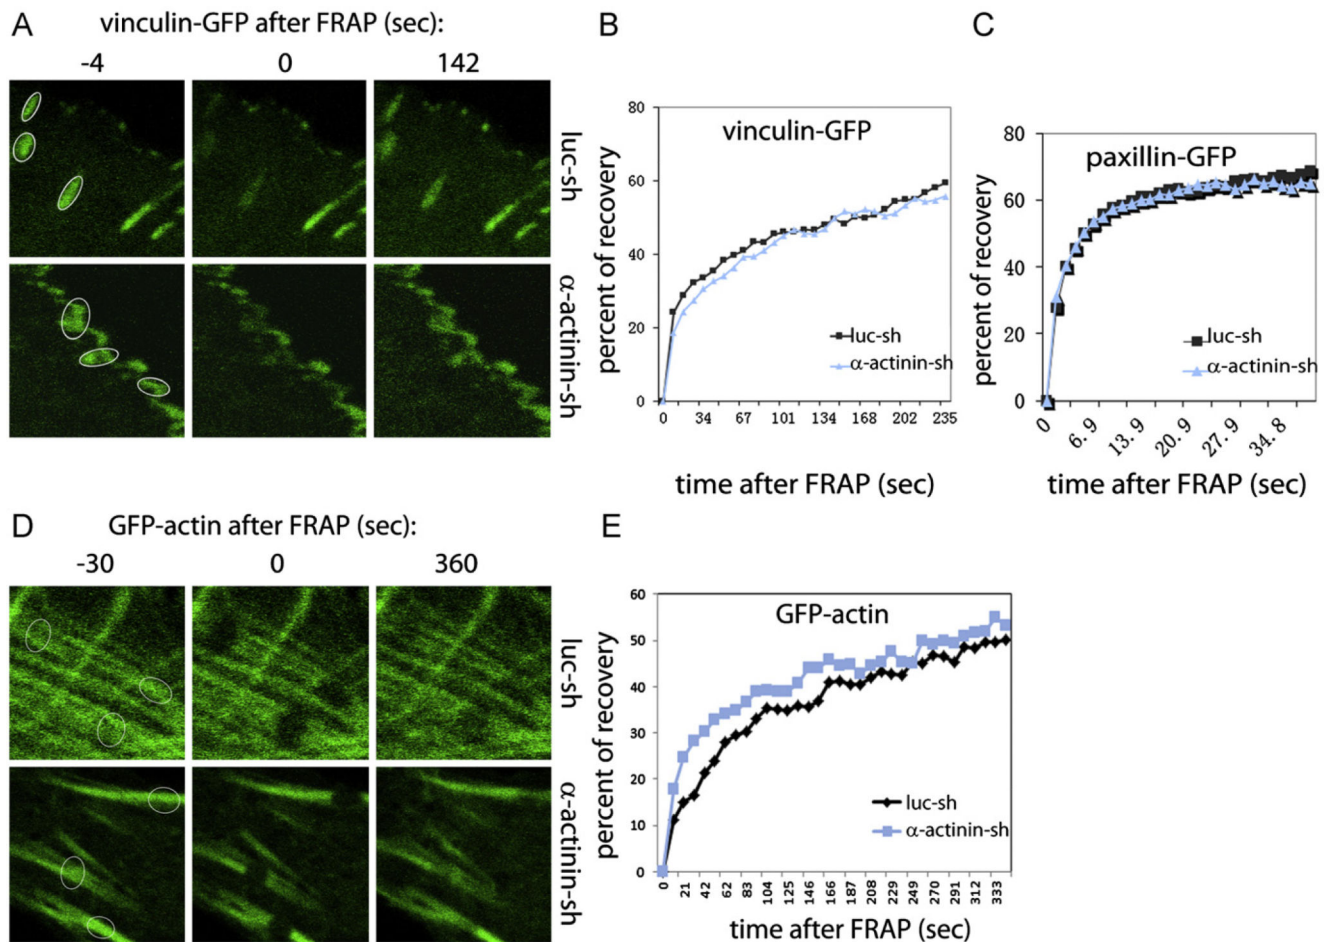 A
vinculin-GFP after FRAP (sec):
-4 0 142
luc-sh
α-actinin-sh
B
vinculin-GFP
percent of recovery
80
60
40
20
0
luc-sh
α-actinin-sh
0 34 67 101 134 168 202 235
time after FRAP (sec)
C
paxillin-GFP
percent of recovery
80
60
40
20
0
luc-sh
α-actinin-sh
0 6.9 13.9 20.9 27.9 34.8
time after FRAP (sec)
D
GFP-actin after FRAP (sec):
-30 0 360
luc-sh
α-actinin-sh
E
GFP-actin
percent of recovery
60
50
40
30
20
10
0
luc-sh
α-actinin-sh
0 21 42 62 83 104 125 146 166 187 208 229 249 270 291 312 333
time after FRAP (sec)